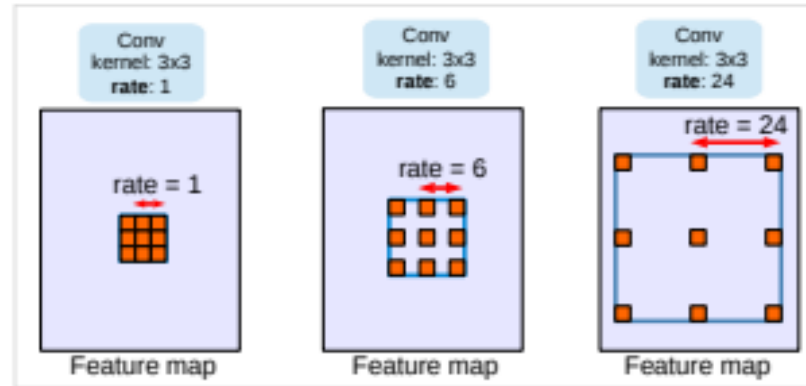 Conv
kernel: 3x3
rate: 1
Conv
kernel: 3x3
rate: 6
Conv
kernel: 3x3
rate: 24
rate = 1
rate = 6
rate = 24
Feature map
Feature map
Feature map